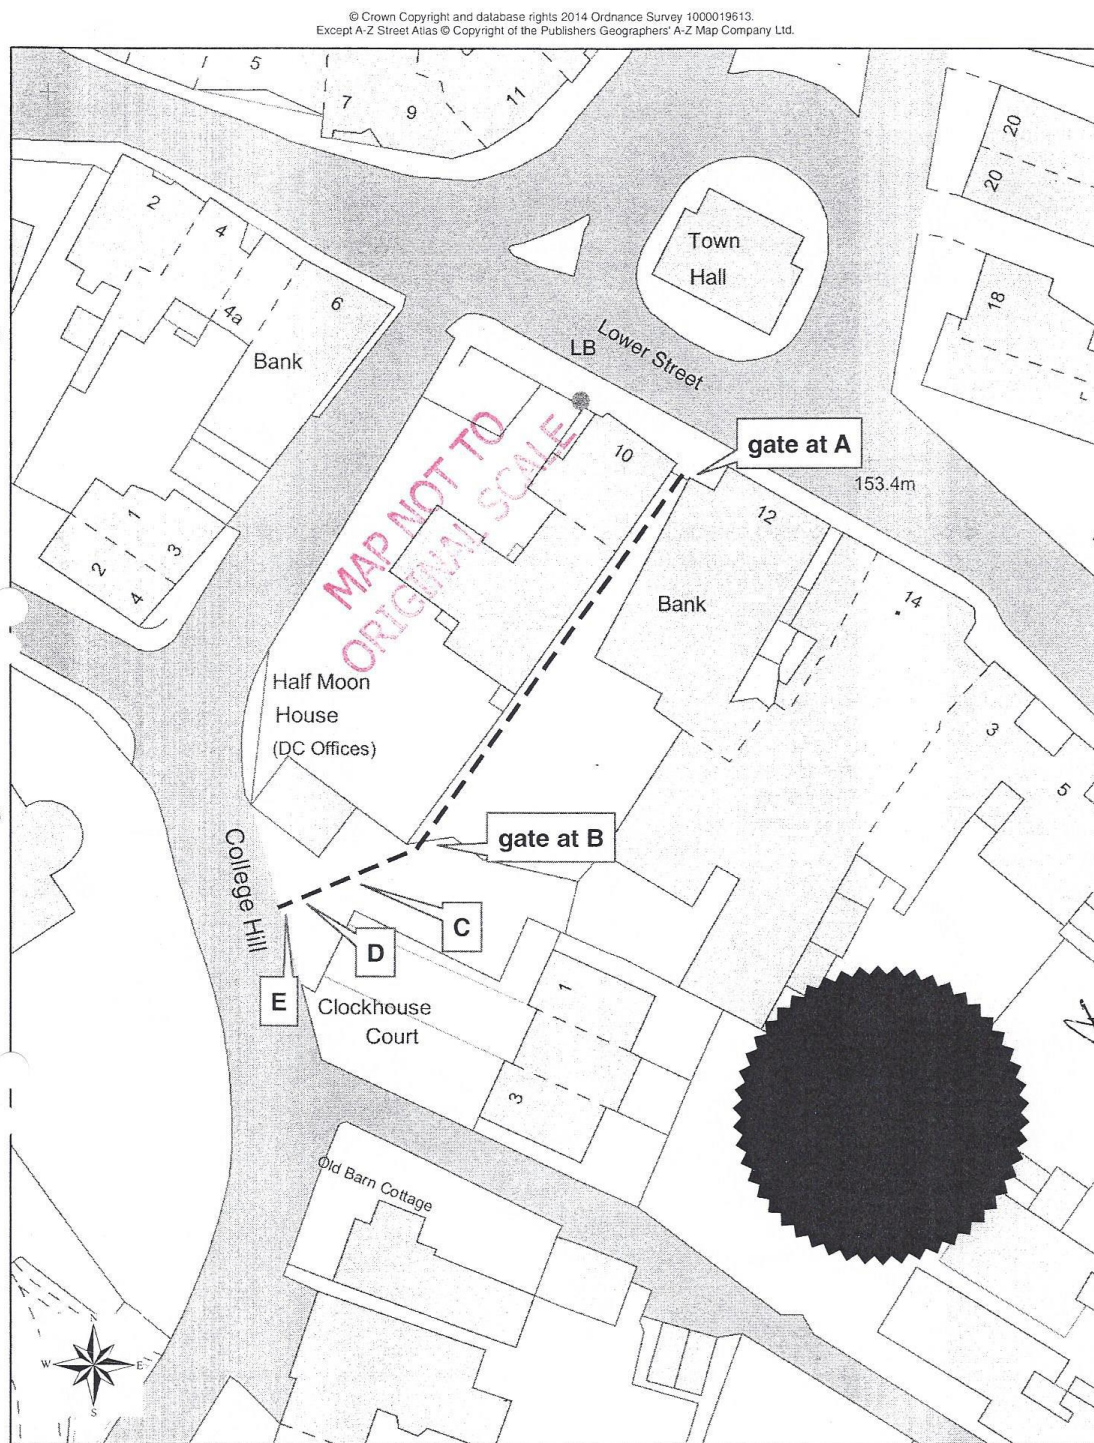 © Crown Copyright and database rights 2014 Ordnance Survey 1000019613.
Except A-Z Street Atlas © Copyright of the Publishers Geographers' A-Z Map Company Ltd.
5
7
9
11
20
20
2
4
4a
6
Bank
Town
Hall
18
LB
Lower Street
MAP NOT TO
ORIGINAL SCALE
10
gate at A
153.4m
12
Bank
14
1
2
3
4
Half Moon
House
(DC Offices)
3
5
gate at B
College Hill
C
D
E
Clockhouse
Court
1
3
Old Barn Cottage
N
W
E
S